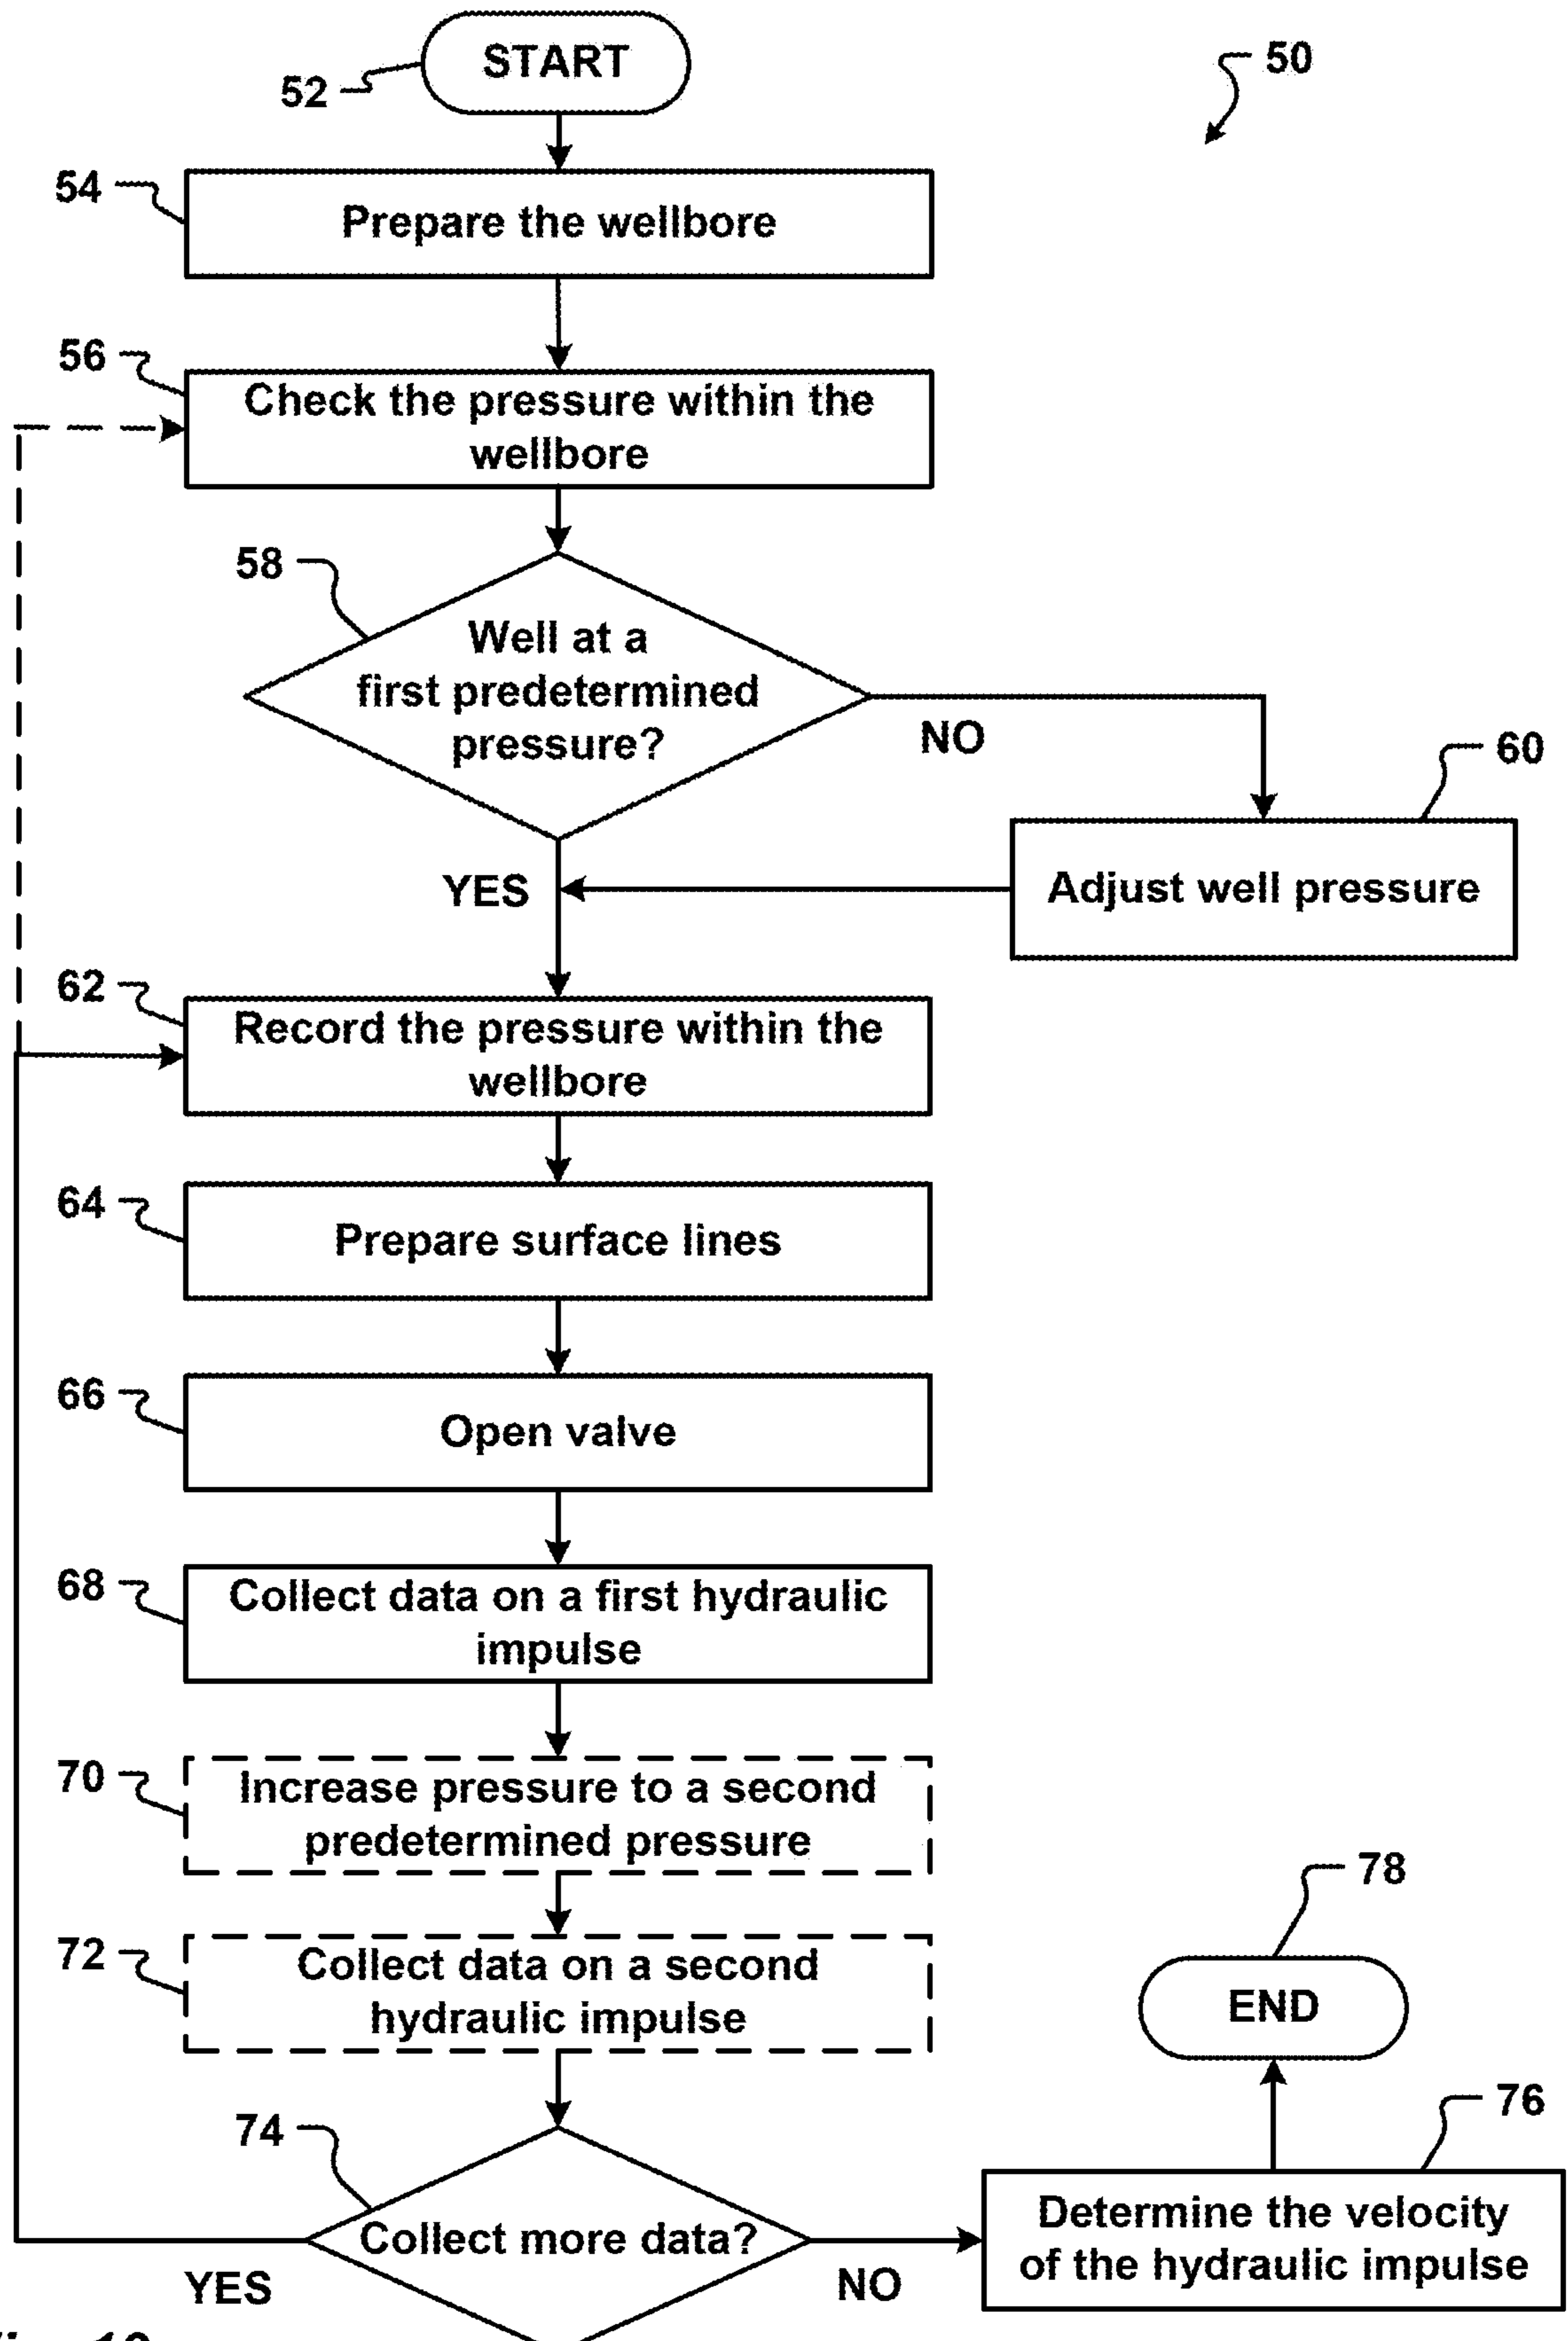 START
50
52
54
Prepare the wellbore
56
Check the pressure within the
wellbore
58
Well at a
first predetermined
pressure?
NO
60
Adjust well pressure
YES
62
Record the pressure within the
wellbore
64
Prepare surface lines
66
Open valve
68
Collect data on a first hydraulic
impulse
70
Increase pressure to a second
predetermined pressure
72
Collect data on a second
hydraulic impulse
78
END
74
Collect more data?
YES
NO
76
Determine the velocity
of the hydraulic impulse